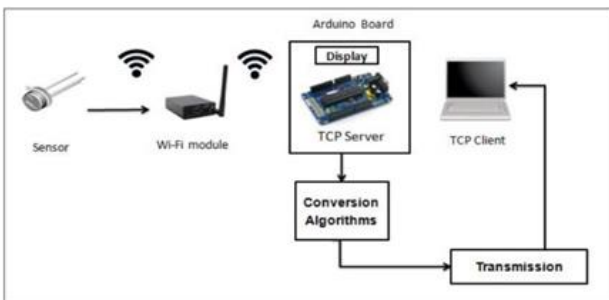 Arduino Board
Display
Sensor
Wi-Fi module
TCP Server
TCP Client
Conversion
Algorithms
Transmission